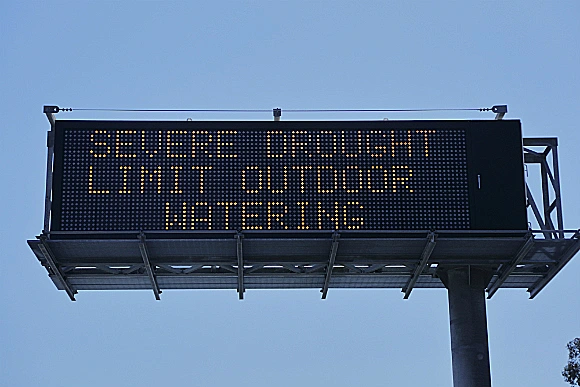 SEVERE DROUGHT
LIMIT OUTDOOR
WATERING